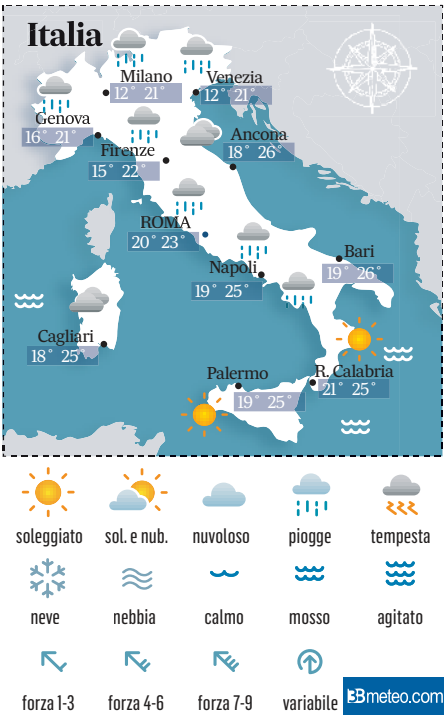 Italia
Milano
12° 21°
Venezia
12° 21°
Genova
16° 21°
Firenze
15° 22°
Ancona
18° 26°
ROMA
20° 23°
Napoli
19° 25°
Bari
19° 26°
Cagliari
18° 25°
Palermo
19° 25°
R. Calabria
21° 25°
soleggiato sol. e nub. nuvoloso piogge tempesta
neve nebbia calmo mosso agitato
forza 1-3 forza 4-6 forza 7-9 variabile
3Bmeteo.com